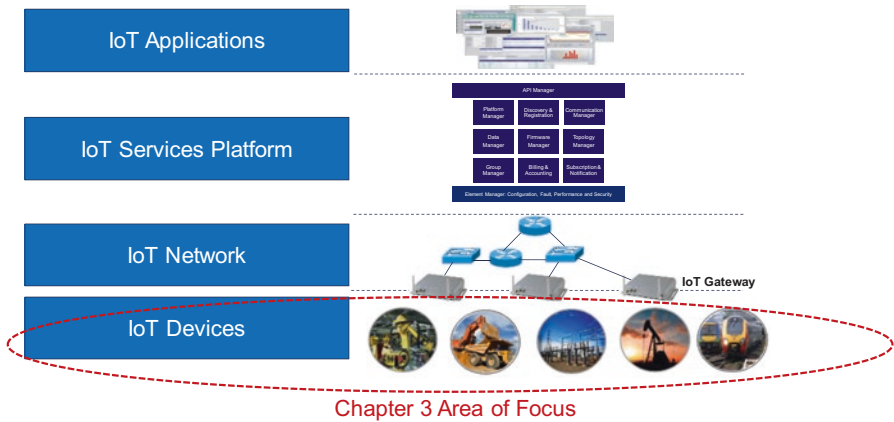 IoT Applications
API Manager
Platform
Manager
Discovery &
Registration
Communication
Manager
IoT Services Platform
Data
Manager
Firmware
Manager
Topology
Manager
Group
Manager
Billing &
Accounting
Subscription &
Notification
Element Manager: Configuration, Fault, Performance and Security
IoT Network
IoT Gateway
IoT Devices
Chapter 3 Area of Focus